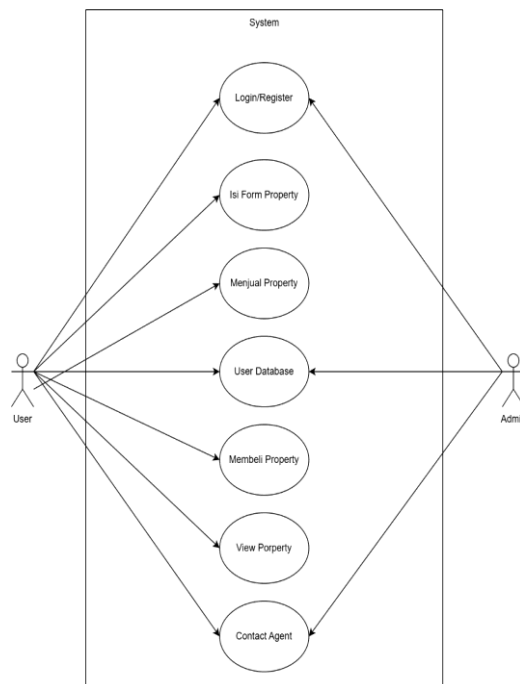 System
Login/Register
Isi Form Property
Menjual Property
User Database
User
Admi
Membeli Property
View Porperty
Contact Agent